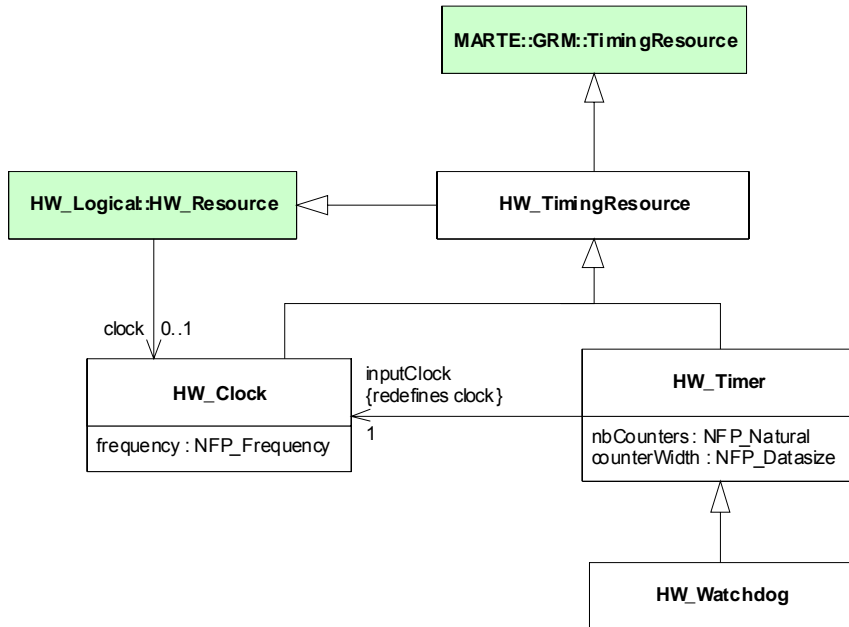 MARTE::GRM::TimingResource
HW_Logical::HW_Resource
HW_TimingResource
clock 0..1
HW_Clock
frequency : NFP_Frequency
inputClock
{redefines clock}
1
HW_Timer
nbCounters : NFP_Natural
counterWidth : NFP_Datasize
HW_Watchdog